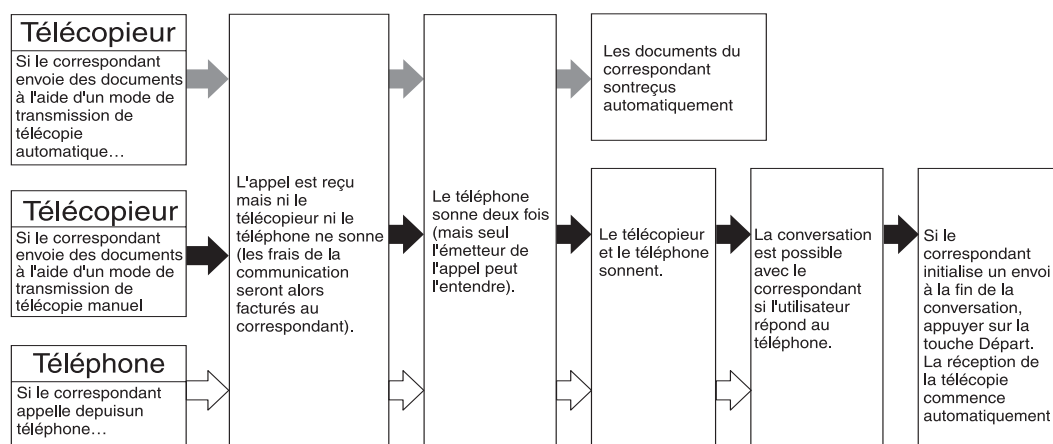 Télécopieur
Si le correspondant
envoie des documents
à l'aide d'un mode de
transmission de
télécopie
automatique…
Télécopieur
Si le correspondant
envoie des documents
à l'aide d'un mode de
transmission de
télécopie manuel
Téléphone
Si le correspondant
appelle depuisun
téléphone…
L'appel est reçu
mais ni le
télécopieur ni le
téléphone ne sonne
(les frais de la
communication
seront alors
facturés au
correspondant).
Le téléphone
sonne deux fois
(mais seul
l'émetteur de
l'appel peut
l'entendre).
Les documents du
correspondant
sontreçus
automatiquement
Le télécopieur
et le téléphone
sonnent.
La conversation
est possible
avec le
correspondant
si l'utilisateur
répond au
téléphone.
Si le
correspondant
initialise un envoi
à la fin de la
conversation,
appuyer sur la
touche Départ.
La réception de
la télécopie
commence
automatiquement